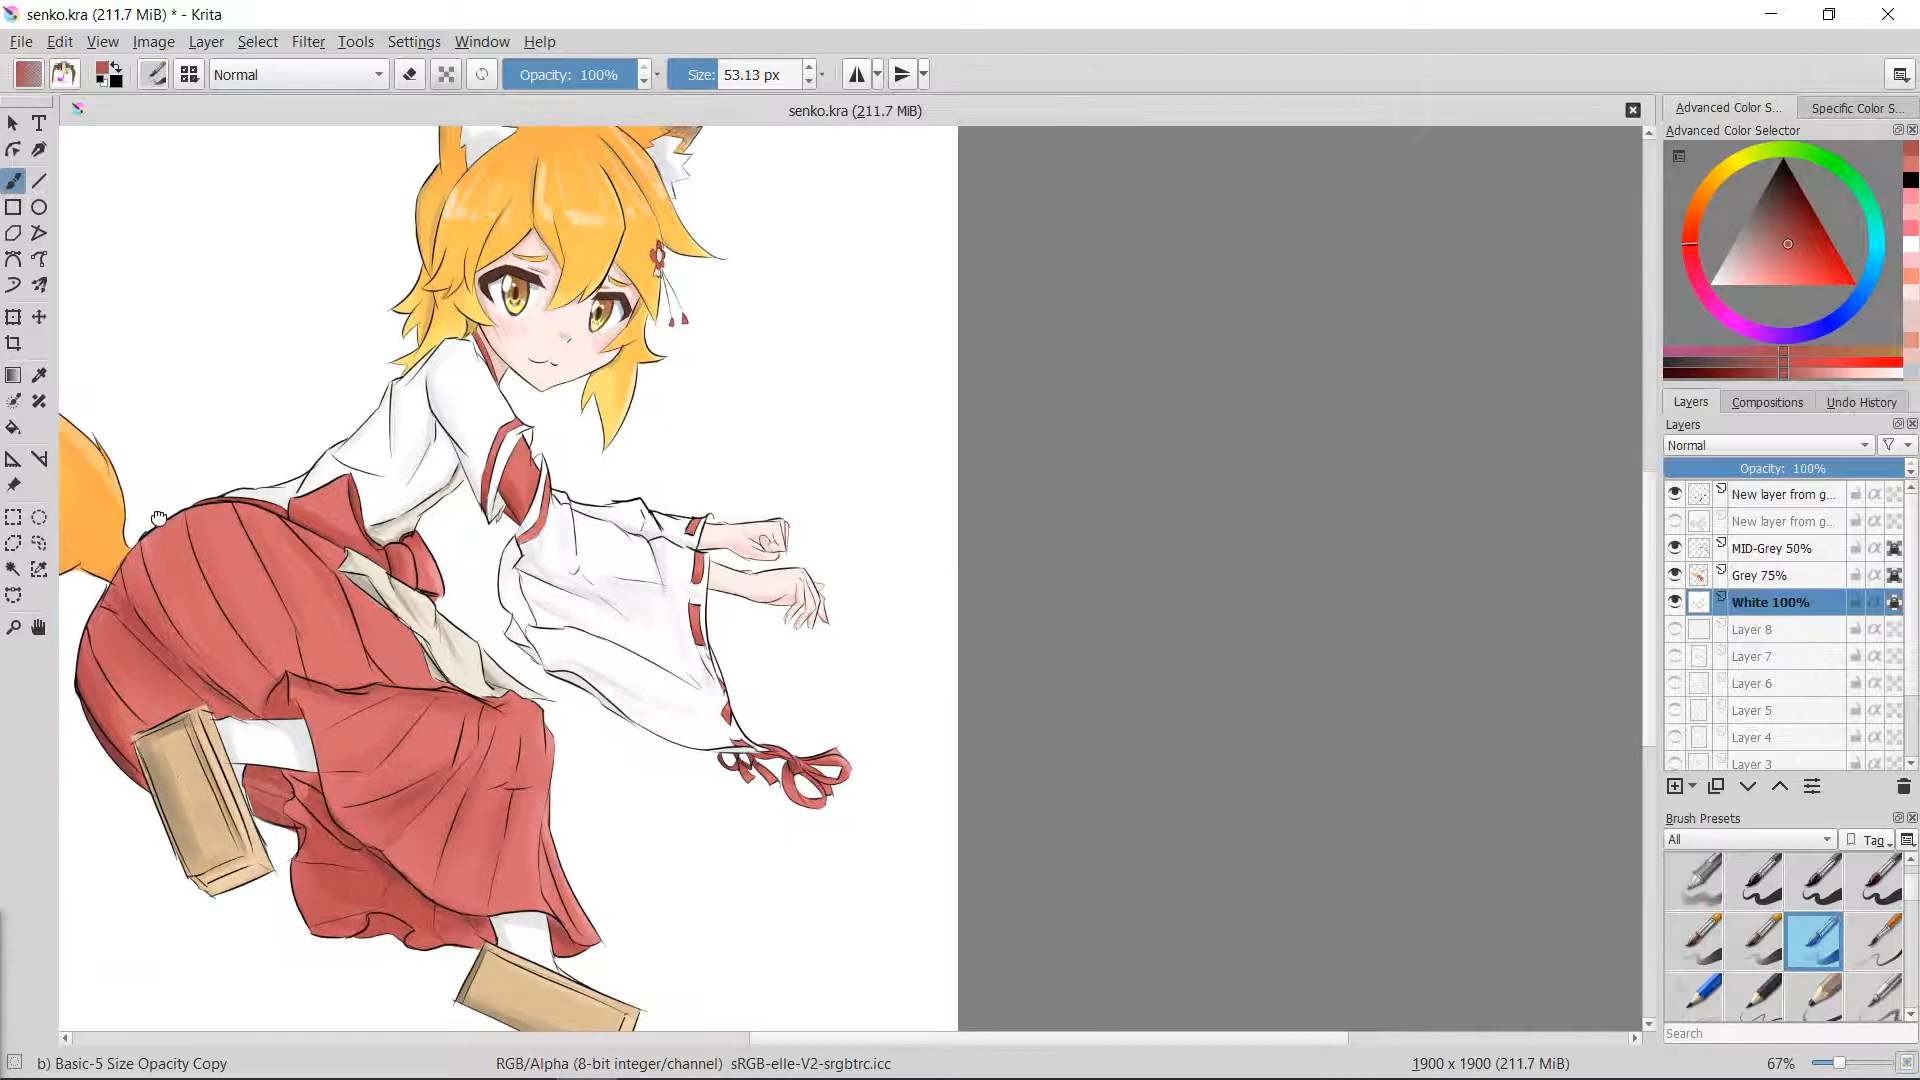 senko.kra (211.7 MiB) * - Krita
File Edit View Image Layer Select Filter Tools Settings Window Help
Normal Opacity: 100% Size: 53.13 px
senko.kra (211.7 MiB)
Advanced Color S... Specific Color S...
Advanced Color Selector
Layers Compositions Undo History
Layers
Normal
Opacity: 100%
New layer from g...
New layer from g...
MID-Grey 50%
Grey 75%
White 100%
Layer 8
Layer 7
Layer 6
Layer 5
Layer 4
Layer 3
Brush Presets
All Tag
Search
b) Basic-5 Size Opacity Copy RGB/Alpha (8-bit integer/channel) sRGB-elle-V2-srgbtrc.icc 1900 x 1900 (211.7 MiB) 67%